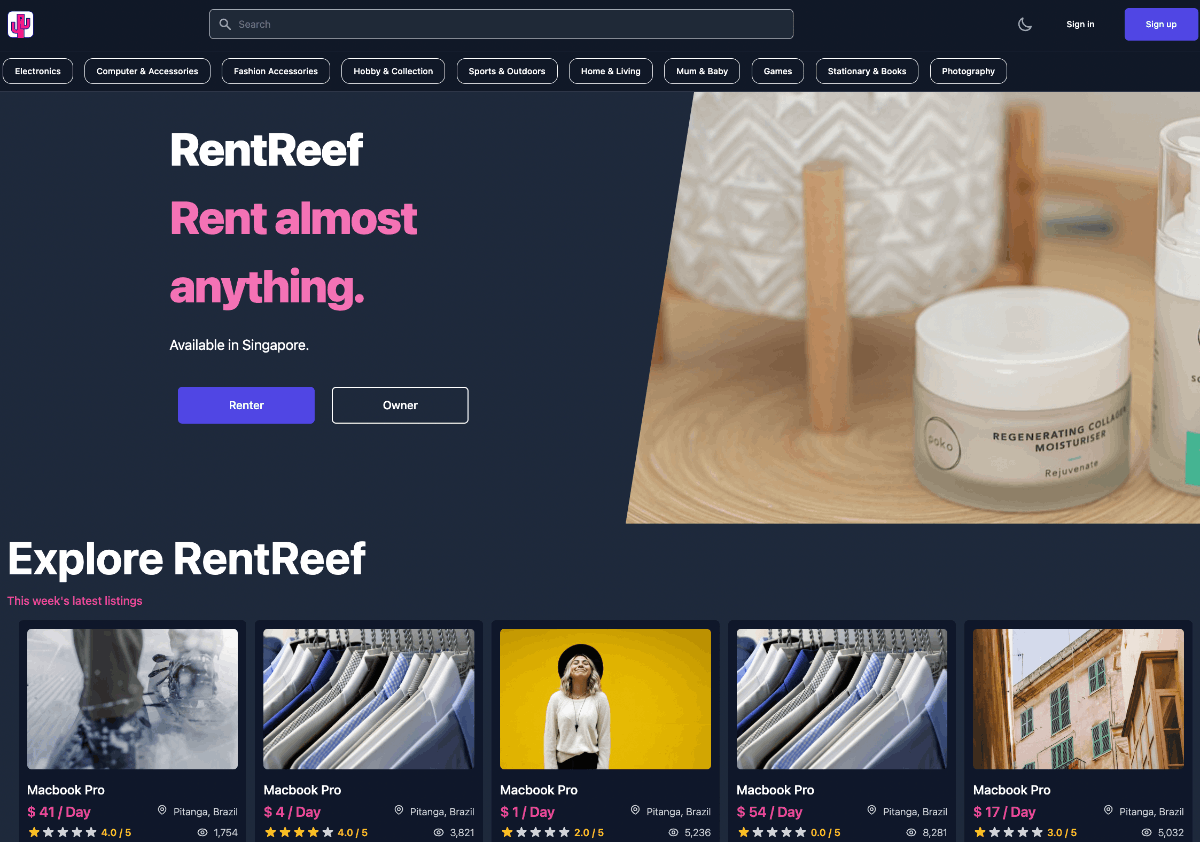 Search
Sign in
Sign up
Electronics
Computer & Accessories
Fashion Accessories
Hobby & Collection
Sports & Outdoors
Home & Living
Mum & Baby
Games
Stationary & Books
Photography
RentReef
Rent almost
anything.
Available in Singapore.
Renter
Owner
poko
REGENERATING COLLAGEN
MOISTURISER
Rejuvenate
Explore RentReef
This week's latest listings
Macbook Pro
$ 41 / Day
Pitanga, Brazil
4.0 / 5
1,754
Macbook Pro
$ 4 / Day
Pitanga, Brazil
4.0 / 5
3,821
Macbook Pro
$ 1 / Day
Pitanga, Brazil
2.0 / 5
5,236
Macbook Pro
$ 54 / Day
Pitanga, Brazil
0.0 / 5
8,281
Macbook Pro
$ 17 / Day
Pitanga, Brazil
3.0 / 5
5,032